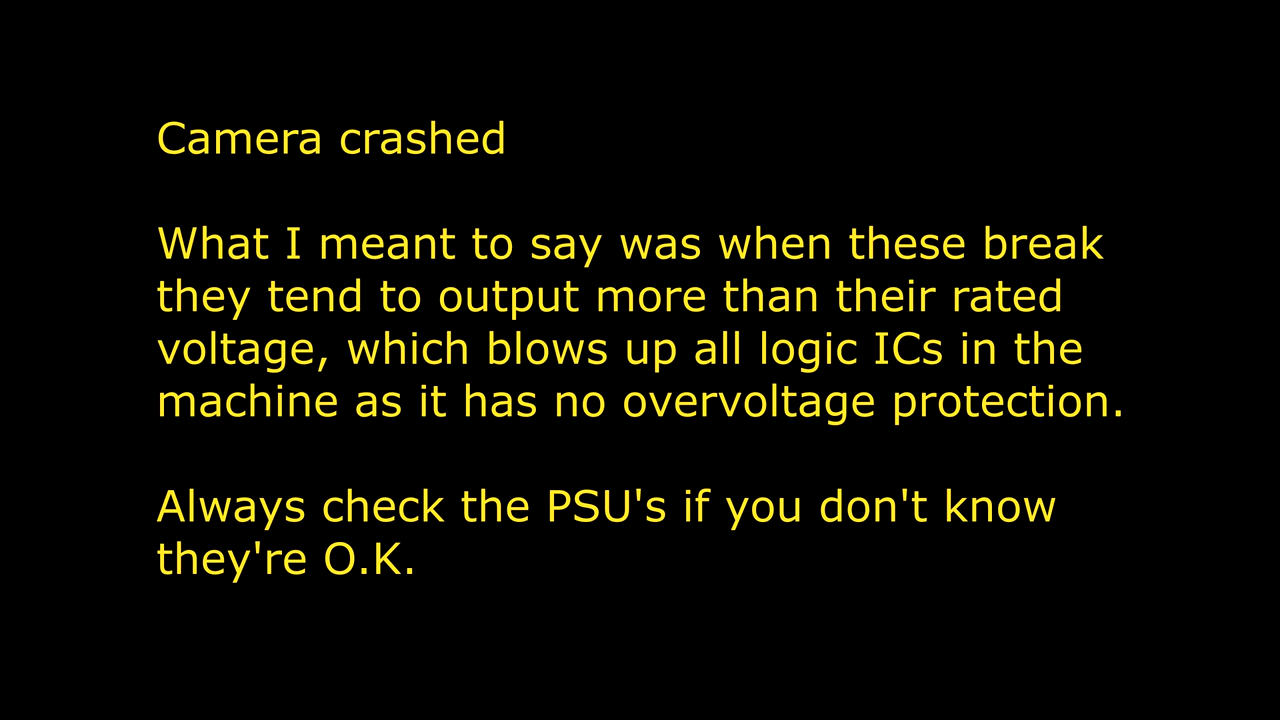 Camera crashed
What I meant to say was when these break
they tend to output more than their rated
voltage, which blows up all logic ICs in the
machine as it has no overvoltage protection.
Always check the PSU's if you don't know
they're O.K.